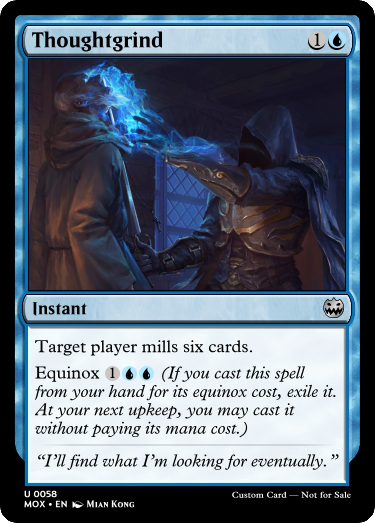 Thoughtgrind 1
Instant
Target player mills six cards.
Equinox 1 (If you cast this spell
from your hand for its equinox cost, exile it.
At your next upkeep, you may cast it
without paying its mana cost.)
“I’ll find what I’m looking for eventually.”
U 0058
MOX • EN Mian Kong
Custom Card — Not for Sale